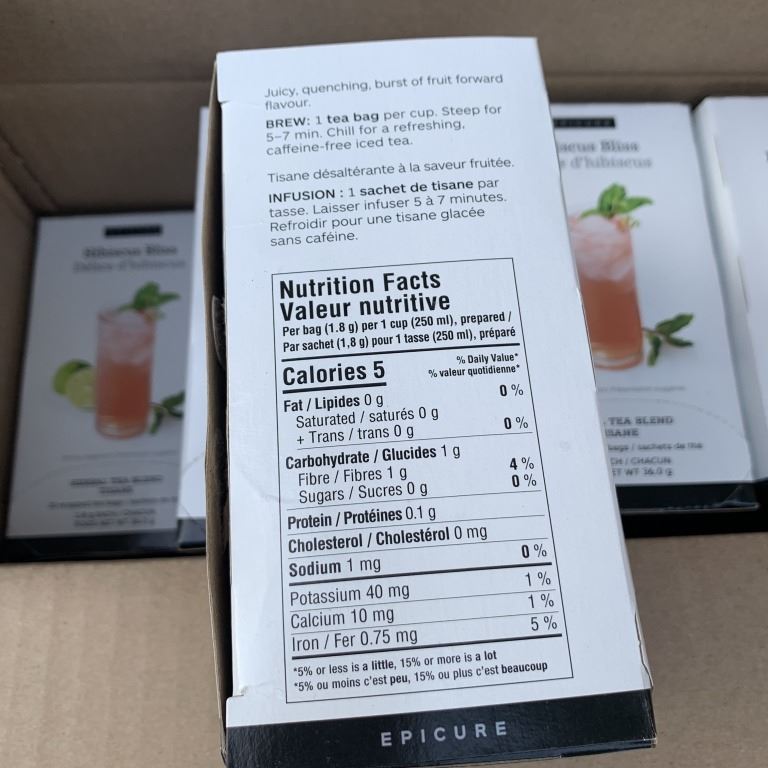 Juicy, quenching, burst of fruit forward
flavour.
BREW: 1 tea bag per cup. Steep for
5-7 min. Chill for a refreshing,
caffeine-free iced tea.
Tisane désaltérante à la saveur fruitée.
INFUSION : 1 sachet de tisane par
tasse. Laisser infuser 5 à 7 minutes.
Refroidir pour une tisane glacée
sans caféine.
Nutrition Facts
Valeur nutritive
Per bag (1.8 g) per 1 cup (250 ml), prepared /
Par sachet (1,8 g) pour 1 tasse (250 ml), préparé
Calories 5
% Daily Value*
% valeur quotidienne*
Fat / Lipides 0 g 0 %
Saturated / saturés 0 g
+ Trans / trans 0 g 0 %
Carbohydrate / Glucides 1 g
Fibre / Fibres 1 g 4 %
Sugars / Sucres 0 g 0 %
Protein / Protéines 0.1 g
Cholesterol / Cholestérol 0 mg
Sodium 1 mg 0 %
Potassium 40 mg 1 %
Calcium 10 mg 1 %
Iron / Fer 0.75 mg 5 %
*5% or less is a little, 15% or more is a lot
*5% ou moins c'est peu, 15% ou plus c'est beaucoup
EPICURE
Hibiscus Bliss
Délice d'hibiscus
Bliss
d'hibiscus
TEA BLEND